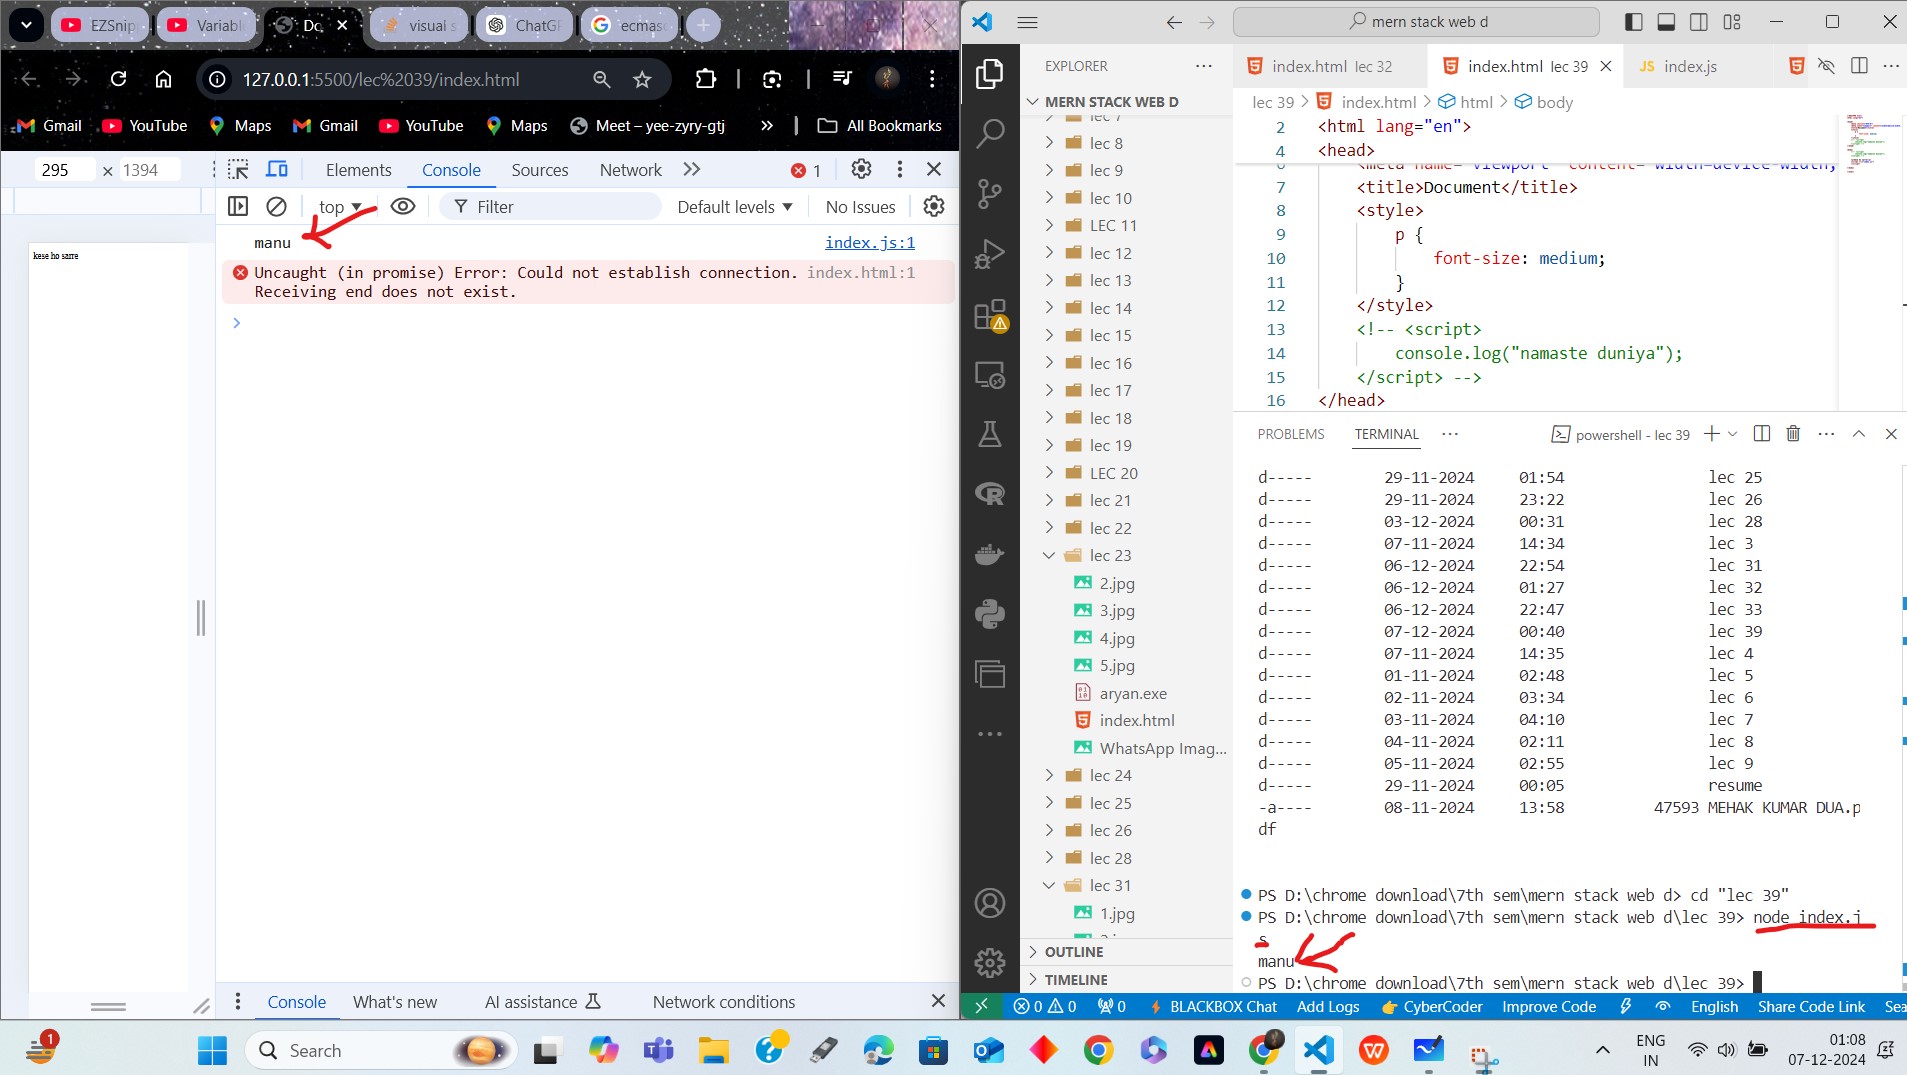 EZSnip
Variabl
Do
visual s
ChatGP
ecmasc
127.0.0.1:5500/lec%2039/index.html
Gmail
YouTube
Maps
Gmail
YouTube
Maps
Meet – yee-zyry-gtj
»
All Bookmarks
295 × 1394
Elements
Console
Sources
Network
1
top
Filter
Default levels
No Issues
manu
index.js:1
Uncaught (in promise) Error: Could not establish connection. index.html:1
Receiving end does not exist.
kese ho sarre
Console
What's new
AI assistance
Network conditions
mern stack web d
EXPLORER
MERN STACK WEB D
lec 7
lec 8
lec 9
lec 10
LEC 11
lec 12
lec 13
lec 14
lec 15
lec 16
lec 17
lec 18
lec 19
LEC 20
lec 21
lec 22
lec 23
2.jpg
3.jpg
4.jpg
5.jpg
aryan.exe
index.html
WhatsApp Imag...
lec 24
lec 25
lec 26
lec 28
lec 31
1.jpg
OUTLINE
TIMELINE
index.html lec 32
index.html lec 39
JS index.js
lec 39 > index.html > html > body
2 <html lang="en">
4 <head>
6 <meta name="viewport" content="width=device-width,
7 <title>Document</title>
8 <style>
9 p {
10 font-size: medium;
11 }
12 </style>
13 <!-- <script>
14 console.log("namaste duniya");
15 </script> -->
16 </head>
PROBLEMS
TERMINAL
powershell - lec 39
d----- 29-11-2024 01:54 lec 25
d----- 29-11-2024 23:22 lec 26
d----- 03-12-2024 00:31 lec 28
d----- 07-11-2024 14:34 lec 3
d----- 06-12-2024 22:54 lec 31
d----- 06-12-2024 01:27 lec 32
d----- 06-12-2024 22:47 lec 33
d----- 07-12-2024 00:40 lec 39
d----- 07-11-2024 14:35 lec 4
d----- 01-11-2024 02:48 lec 5
d----- 02-11-2024 03:34 lec 6
d----- 03-11-2024 04:10 lec 7
d----- 04-11-2024 02:11 lec 8
d----- 05-11-2024 02:55 lec 9
d----- 29-11-2024 00:05 resume
-a---- 08-11-2024 13:58 47593 MEHAK KUMAR DUA.p
df
PS D:\chrome download\7th sem\mern stack web d> cd "lec 39"
PS D:\chrome download\7th sem\mern stack web d\lec 39> node index.j
s
manu
PS D:\chrome download\7th sem\mern stack web d\lec 39>
0 0
0
BLACKBOX Chat
Add Logs
CyberCoder
Improve Code
English
Share Code Link
Sea
1
Search
ENG
IN
01:08
07-12-2024